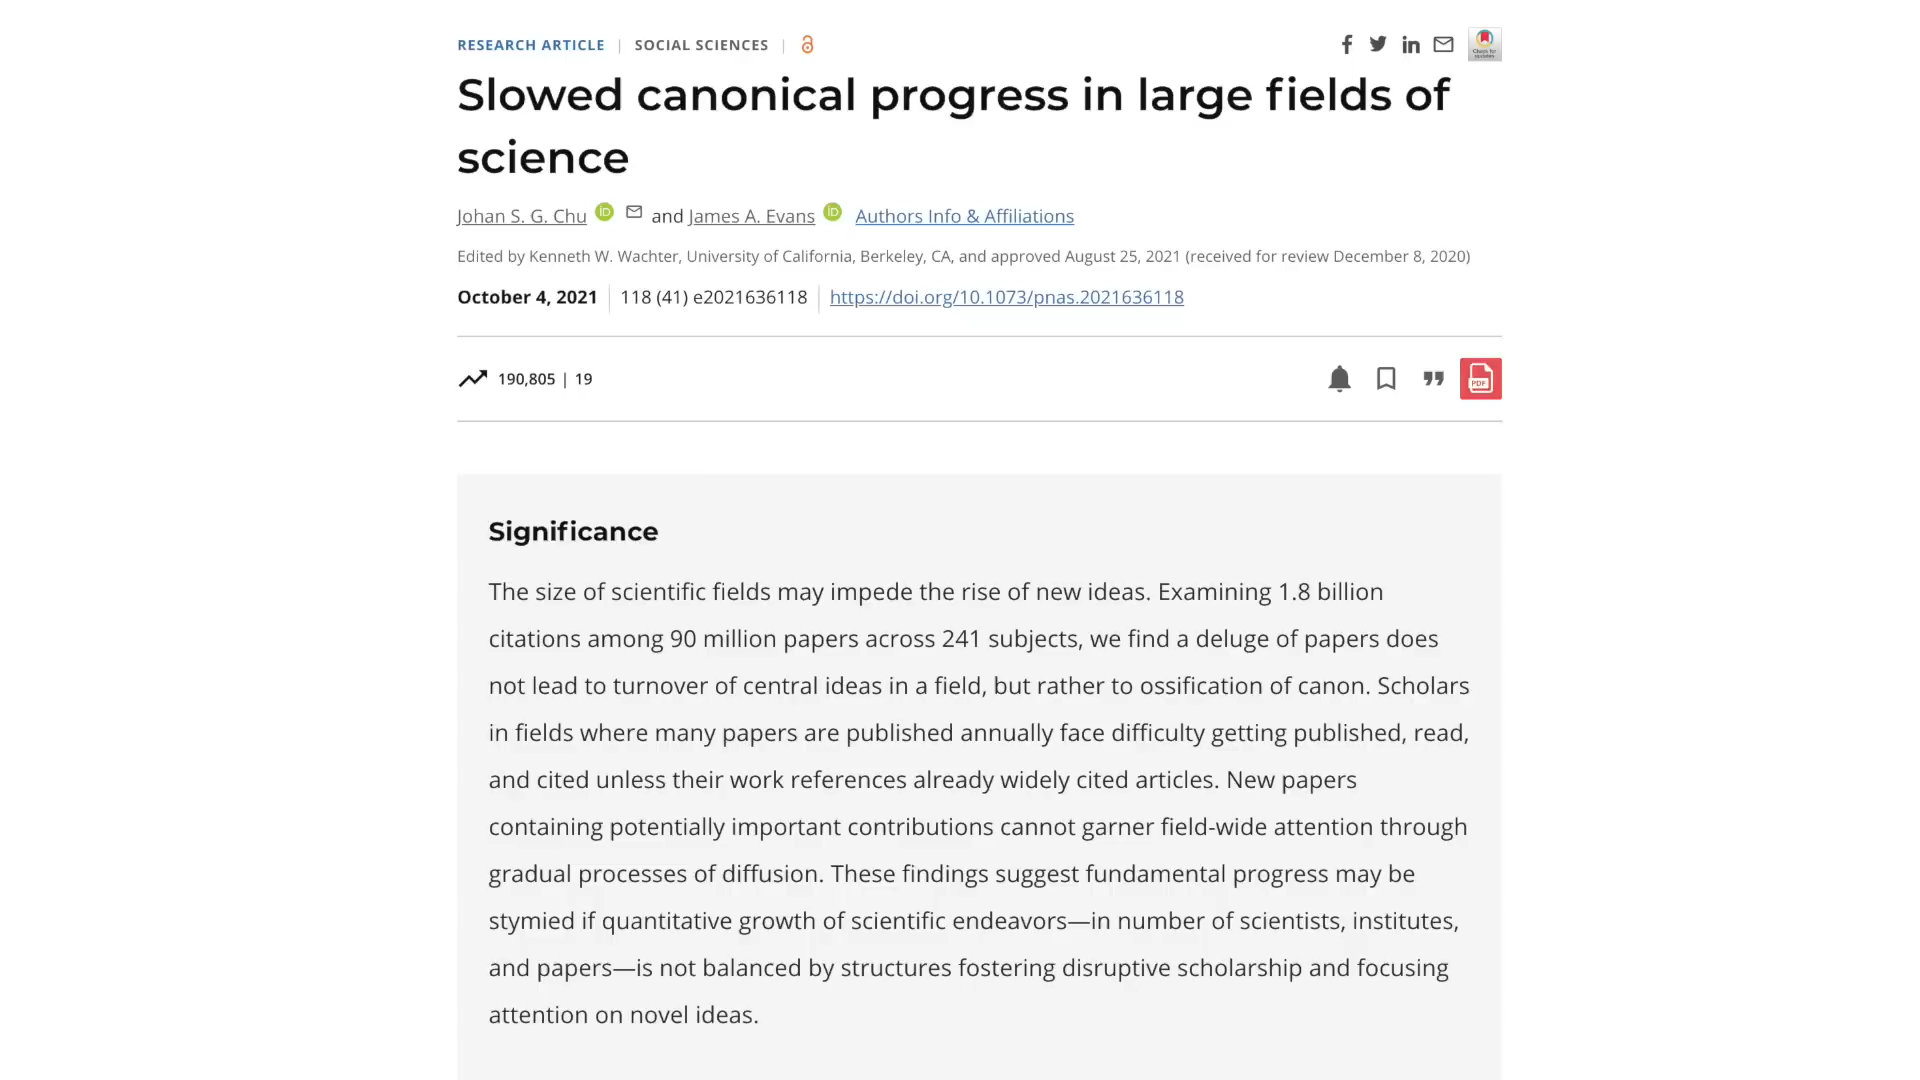 RESEARCH ARTICLE | SOCIAL SCIENCES |
Slowed canonical progress in large fields of
science
Johan S. G. Chu and James A. Evans Authors Info & Affiliations
Edited by Kenneth W. Wachter, University of California, Berkeley, CA, and approved August 25, 2021 (received for review December 8, 2020)
October 4, 2021 | 118 (41) e2021636118 | https://doi.org/10.1073/pnas.2021636118
190,805 | 19
PDF
Significance
The size of scientific fields may impede the rise of new ideas. Examining 1.8 billion
citations among 90 million papers across 241 subjects, we find a deluge of papers does
not lead to turnover of central ideas in a field, but rather to ossification of canon. Scholars
in fields where many papers are published annually face difficulty getting published, read,
and cited unless their work references already widely cited articles. New papers
containing potentially important contributions cannot garner field-wide attention through
gradual processes of diffusion. These findings suggest fundamental progress may be
stymied if quantitative growth of scientific endeavors—in number of scientists, institutes,
and papers—is not balanced by structures fostering disruptive scholarship and focusing
attention on novel ideas.